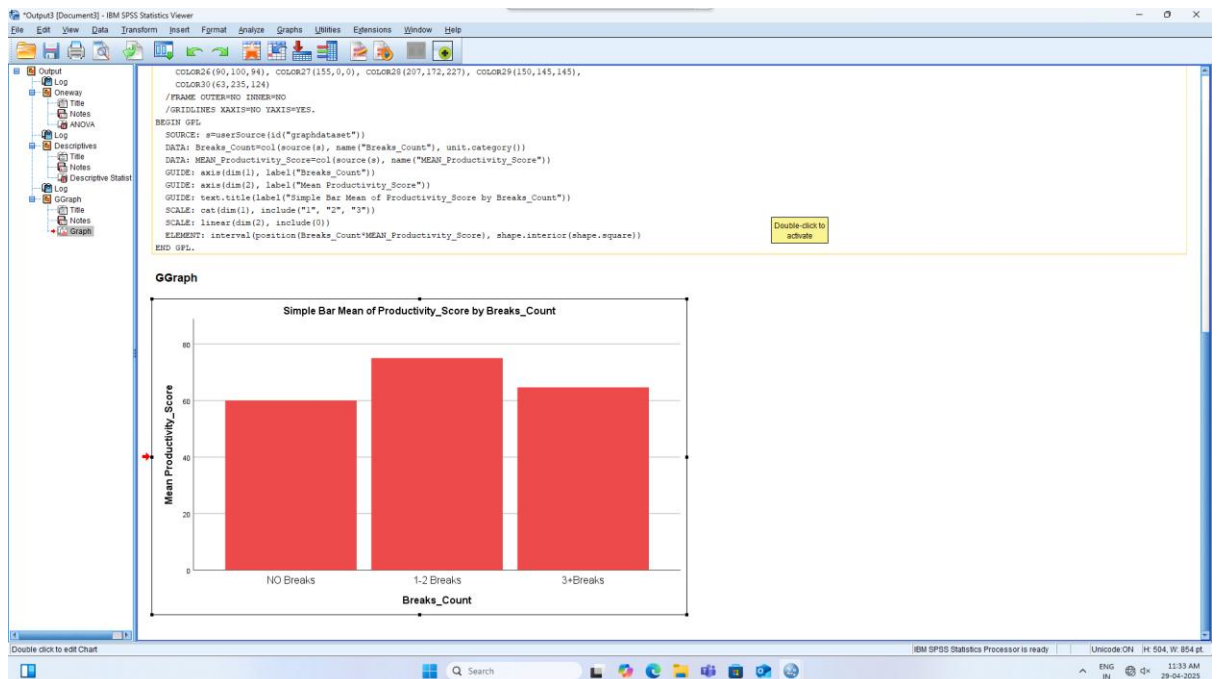 *Output3 [Document3] - IBM SPSS Statistics Viewer
File Edit View Data Transform Insert Format Analyze Graphs Utilities Extensions Window Help
Output
Log
Oneway
Title
Notes
ANOVA
Log
Descriptives
Title
Notes
Descriptive Statist
Log
GGraph
Title
Notes
Graph
COLOR26(90,100,94), COLOR27(155,0,0), COLOR28(207,172,227), COLOR29(150,145,145),
COLOR30(63,235,124)
/FRAME OUTER=NO INNER=NO
/GRIDLINES XAXIS=NO YAXIS=YES.
BEGIN GPL
SOURCE: s=userSource(id("graphdataset"))
DATA: Breaks_Count=col(source(s), name("Breaks_Count"), unit.category())
DATA: MEAN_Productivity_Score=col(source(s), name("MEAN_Productivity_Score"))
GUIDE: axis(dim(1), label("Breaks_Count"))
GUIDE: axis(dim(2), label("Mean Productivity_Score"))
GUIDE: text.title(label("Simple Bar Mean of Productivity_Score by Breaks_Count"))
SCALE: cat(dim(1), include("1", "2", "3"))
SCALE: linear(dim(2), include(0))
ELEMENT: interval(position(Breaks_Count*MEAN_Productivity_Score), shape.interior(shape.square))
END GPL.
Double-click to
activate
GGraph
Simple Bar Mean of Productivity_Score by Breaks_Count
Mean Productivity_Score
80
60
40
20
0
NO Breaks 1-2 Breaks 3+Breaks
Breaks_Count
Double click to edit Chart
IBM SPSS Statistics Processor is ready Unicode:ON H: 504, W: 854 pt.
Search
ENG
IN
11:33 AM
29-04-2025